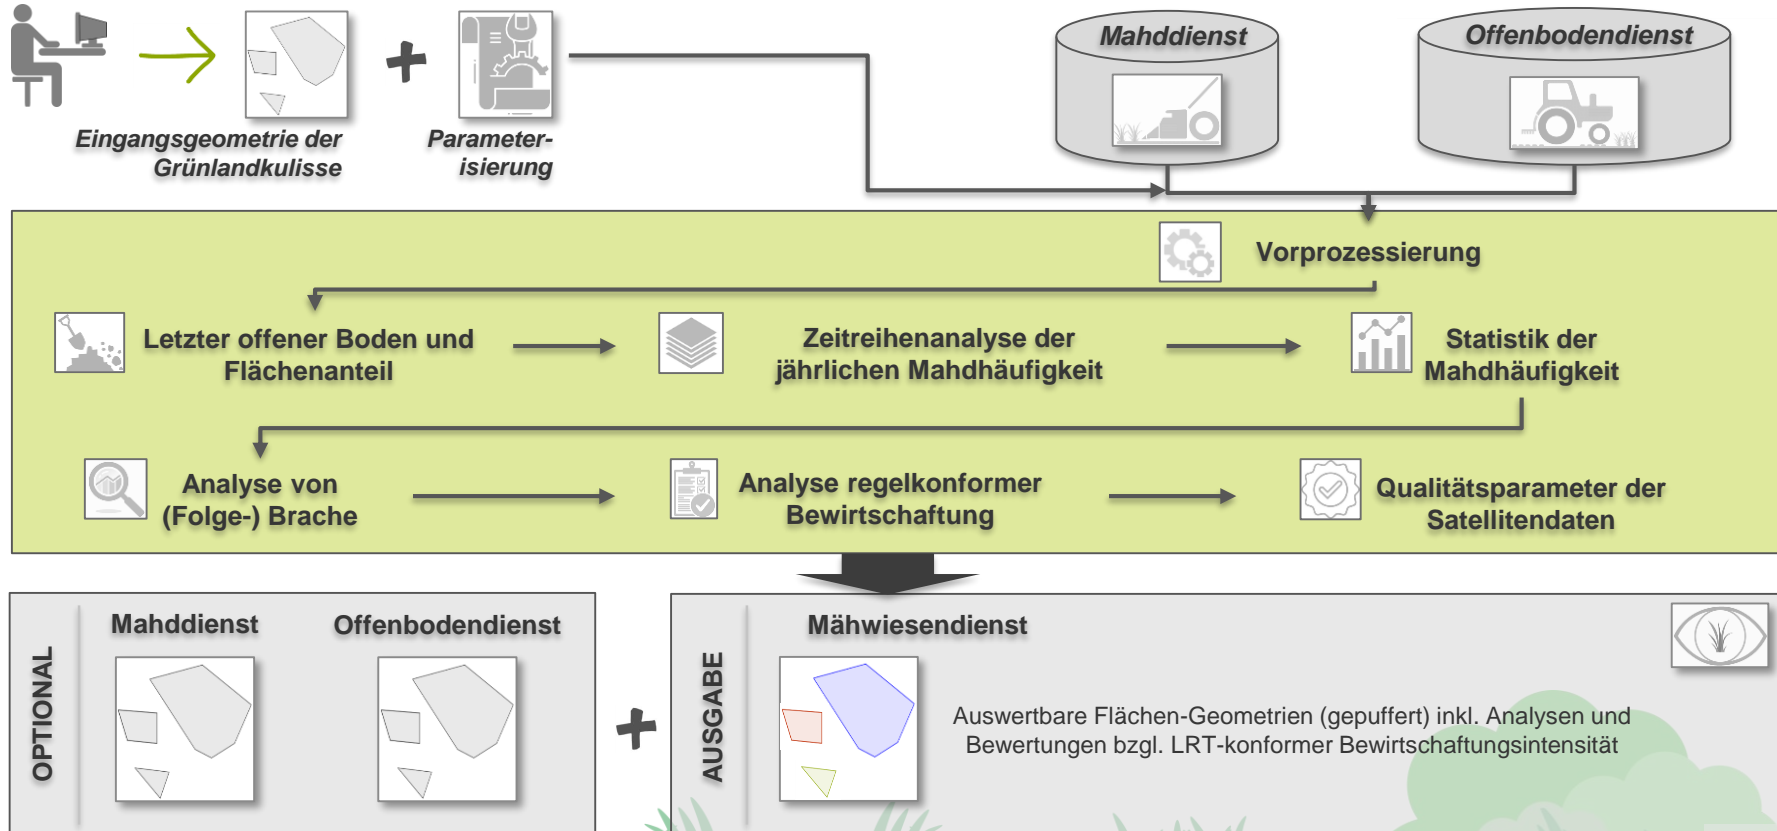 Eingangsgeometrie der
Grünlandkulisse
Parameter-
isierung
Mahddienst
Offenbodendienst
Vorprozessierung
Letzter offener Boden und
Flächenanteil
Zeitreihenanalyse der
jährlichen Mahdhäufigkeit
Statistik der
Mahdhäufigkeit
Analyse von
(Folge-) Brache
Analyse regelkonformer
Bewirtschaftung
Qualitätsparameter der
Satellitendaten
OPTIONAL
Mahddienst
Offenbodendienst
AUSGABE
Mähwiesendienst
Auswertbare Flächen-Geometrien (gepuffert) inkl. Analysen und
Bewertungen bzgl. LRT-konformer Bewirtschaftungsintensität